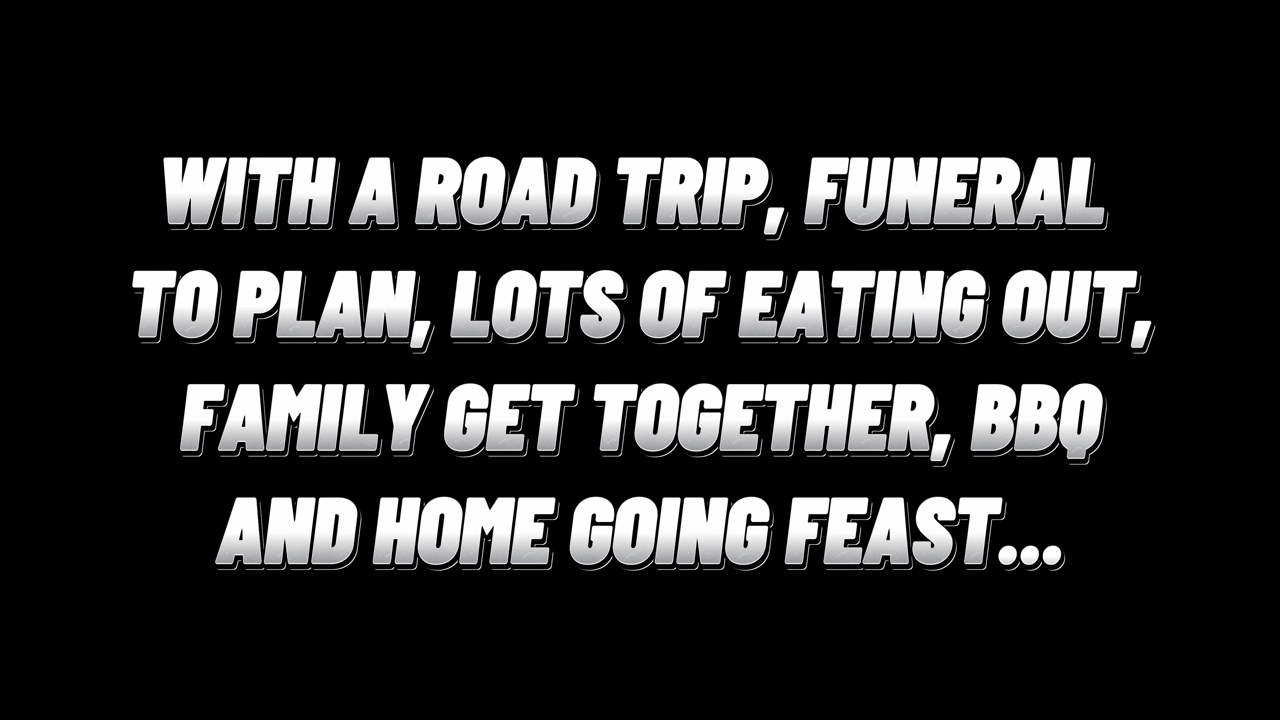 WITH A ROAD TRIP, FUNERAL
TO PLAN, LOTS OF EATING OUT,
FAMILY GET TOGETHER, BBQ
AND HOME GOING FEAST...